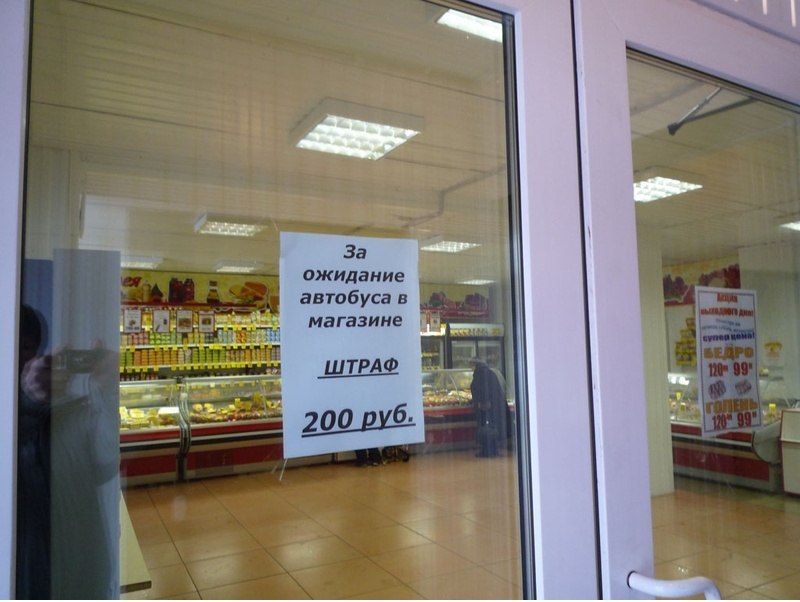 За
ожидание
автобуса в
магазине
ШТРАФ
200 руб.
АКЦИЯ
ВЫХОДНОГО ДНЯ!
супер цена!
БЕДРО
120 99
ГОЛЕНЬ
120 99